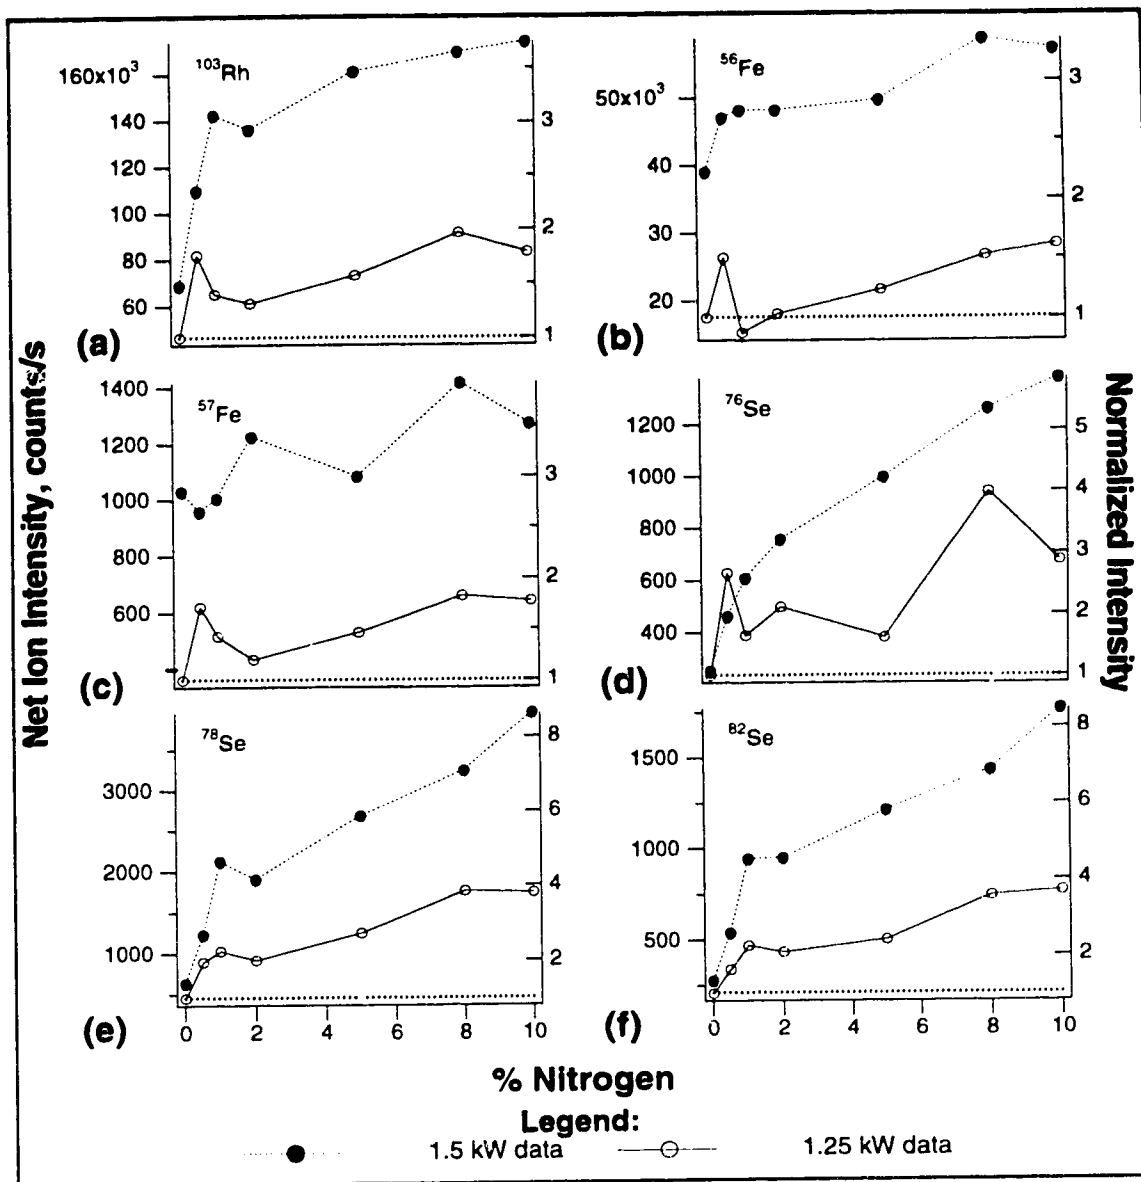 Net Ion Intensity, counts/s
Normalized Intensity
(a)
103Rh
160x10³
140
120
100
80
60
3
2
1
(b)
56Fe
50x10³
40
30
20
3
2
1
(c)
57Fe
1400
1200
1000
800
600
3
2
1
(d)
76Se
1200
1000
800
600
400
5
4
3
2
1
(e)
78Se
3000
2000
1000
8
6
4
2
0 2 4 6 8 10
(f)
82Se
1500
1000
500
8
6
4
2
0 2 4 6 8 10
% Nitrogen
Legend:
1.5 kW data
1.25 kW data